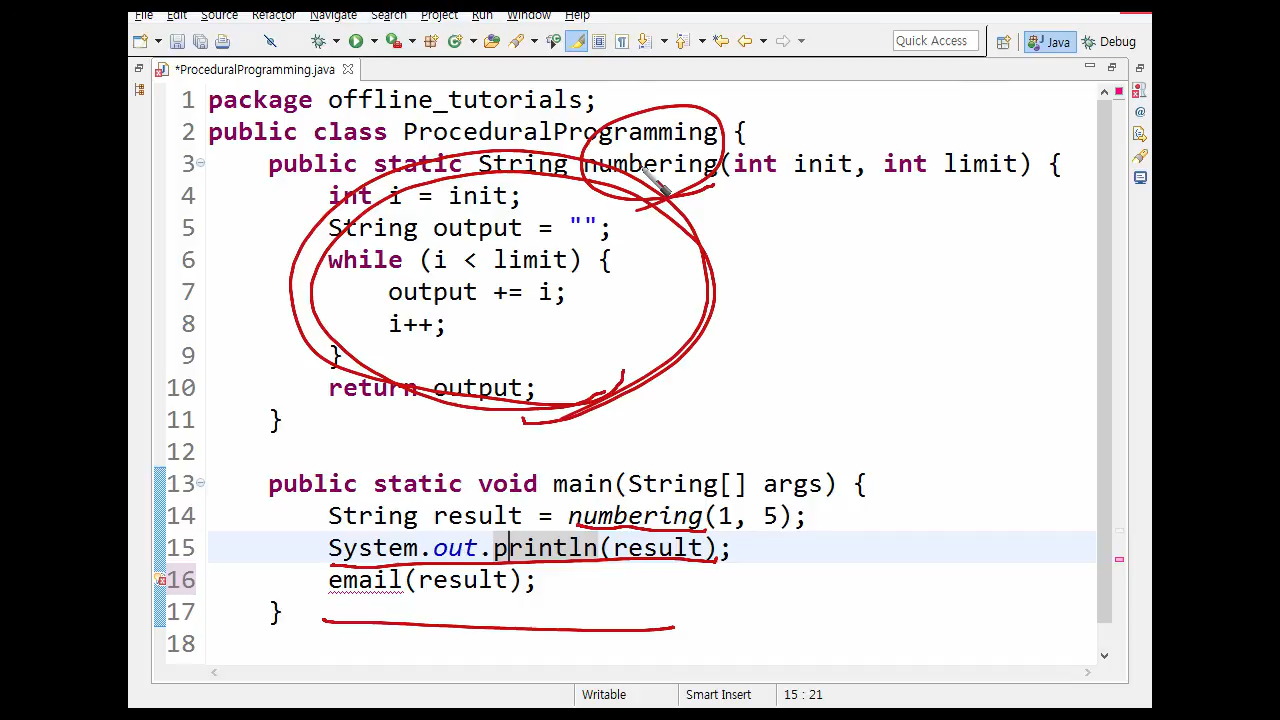 File Edit Source Refactor Navigate Search Project Run Window Help
Quick Access Java Debug
*ProceduralProgramming.java
1 package offline_tutorials;
2 public class ProceduralProgramming {
3 public static String numbering(int init, int limit) {
4 int i = init;
5 String output = "";
6 while (i < limit) {
7 output += i;
8 i++;
9 }
10 return output;
11 }
12
13 public static void main(String[] args) {
14 String result = numbering(1, 5);
15 System.out.println(result);
16 email(result);
17 }
18
Writable Smart Insert 15 : 21